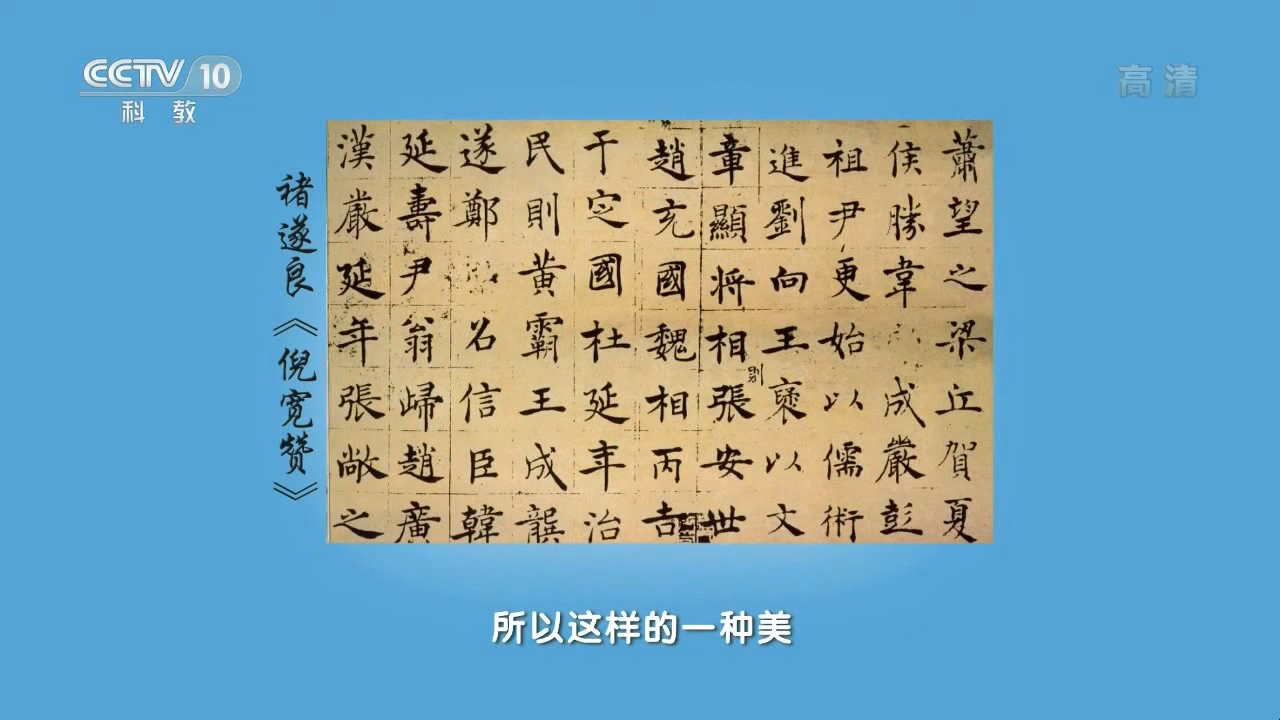 CCTV 10
科教
高清
褚遂良《倪宽赞》
蕭望之梁丘賀夏
侯勝韋成嚴彭
祖尹更始以儒術
進劉向王褒以文
章顯將相張安世
趙充國魏相丙吉
于定國杜延年治
民則黄霸王成龔
遂鄭名信臣韓
延壽尹翁歸趙廣
漢嚴延年張敞之
所以这样的一种美